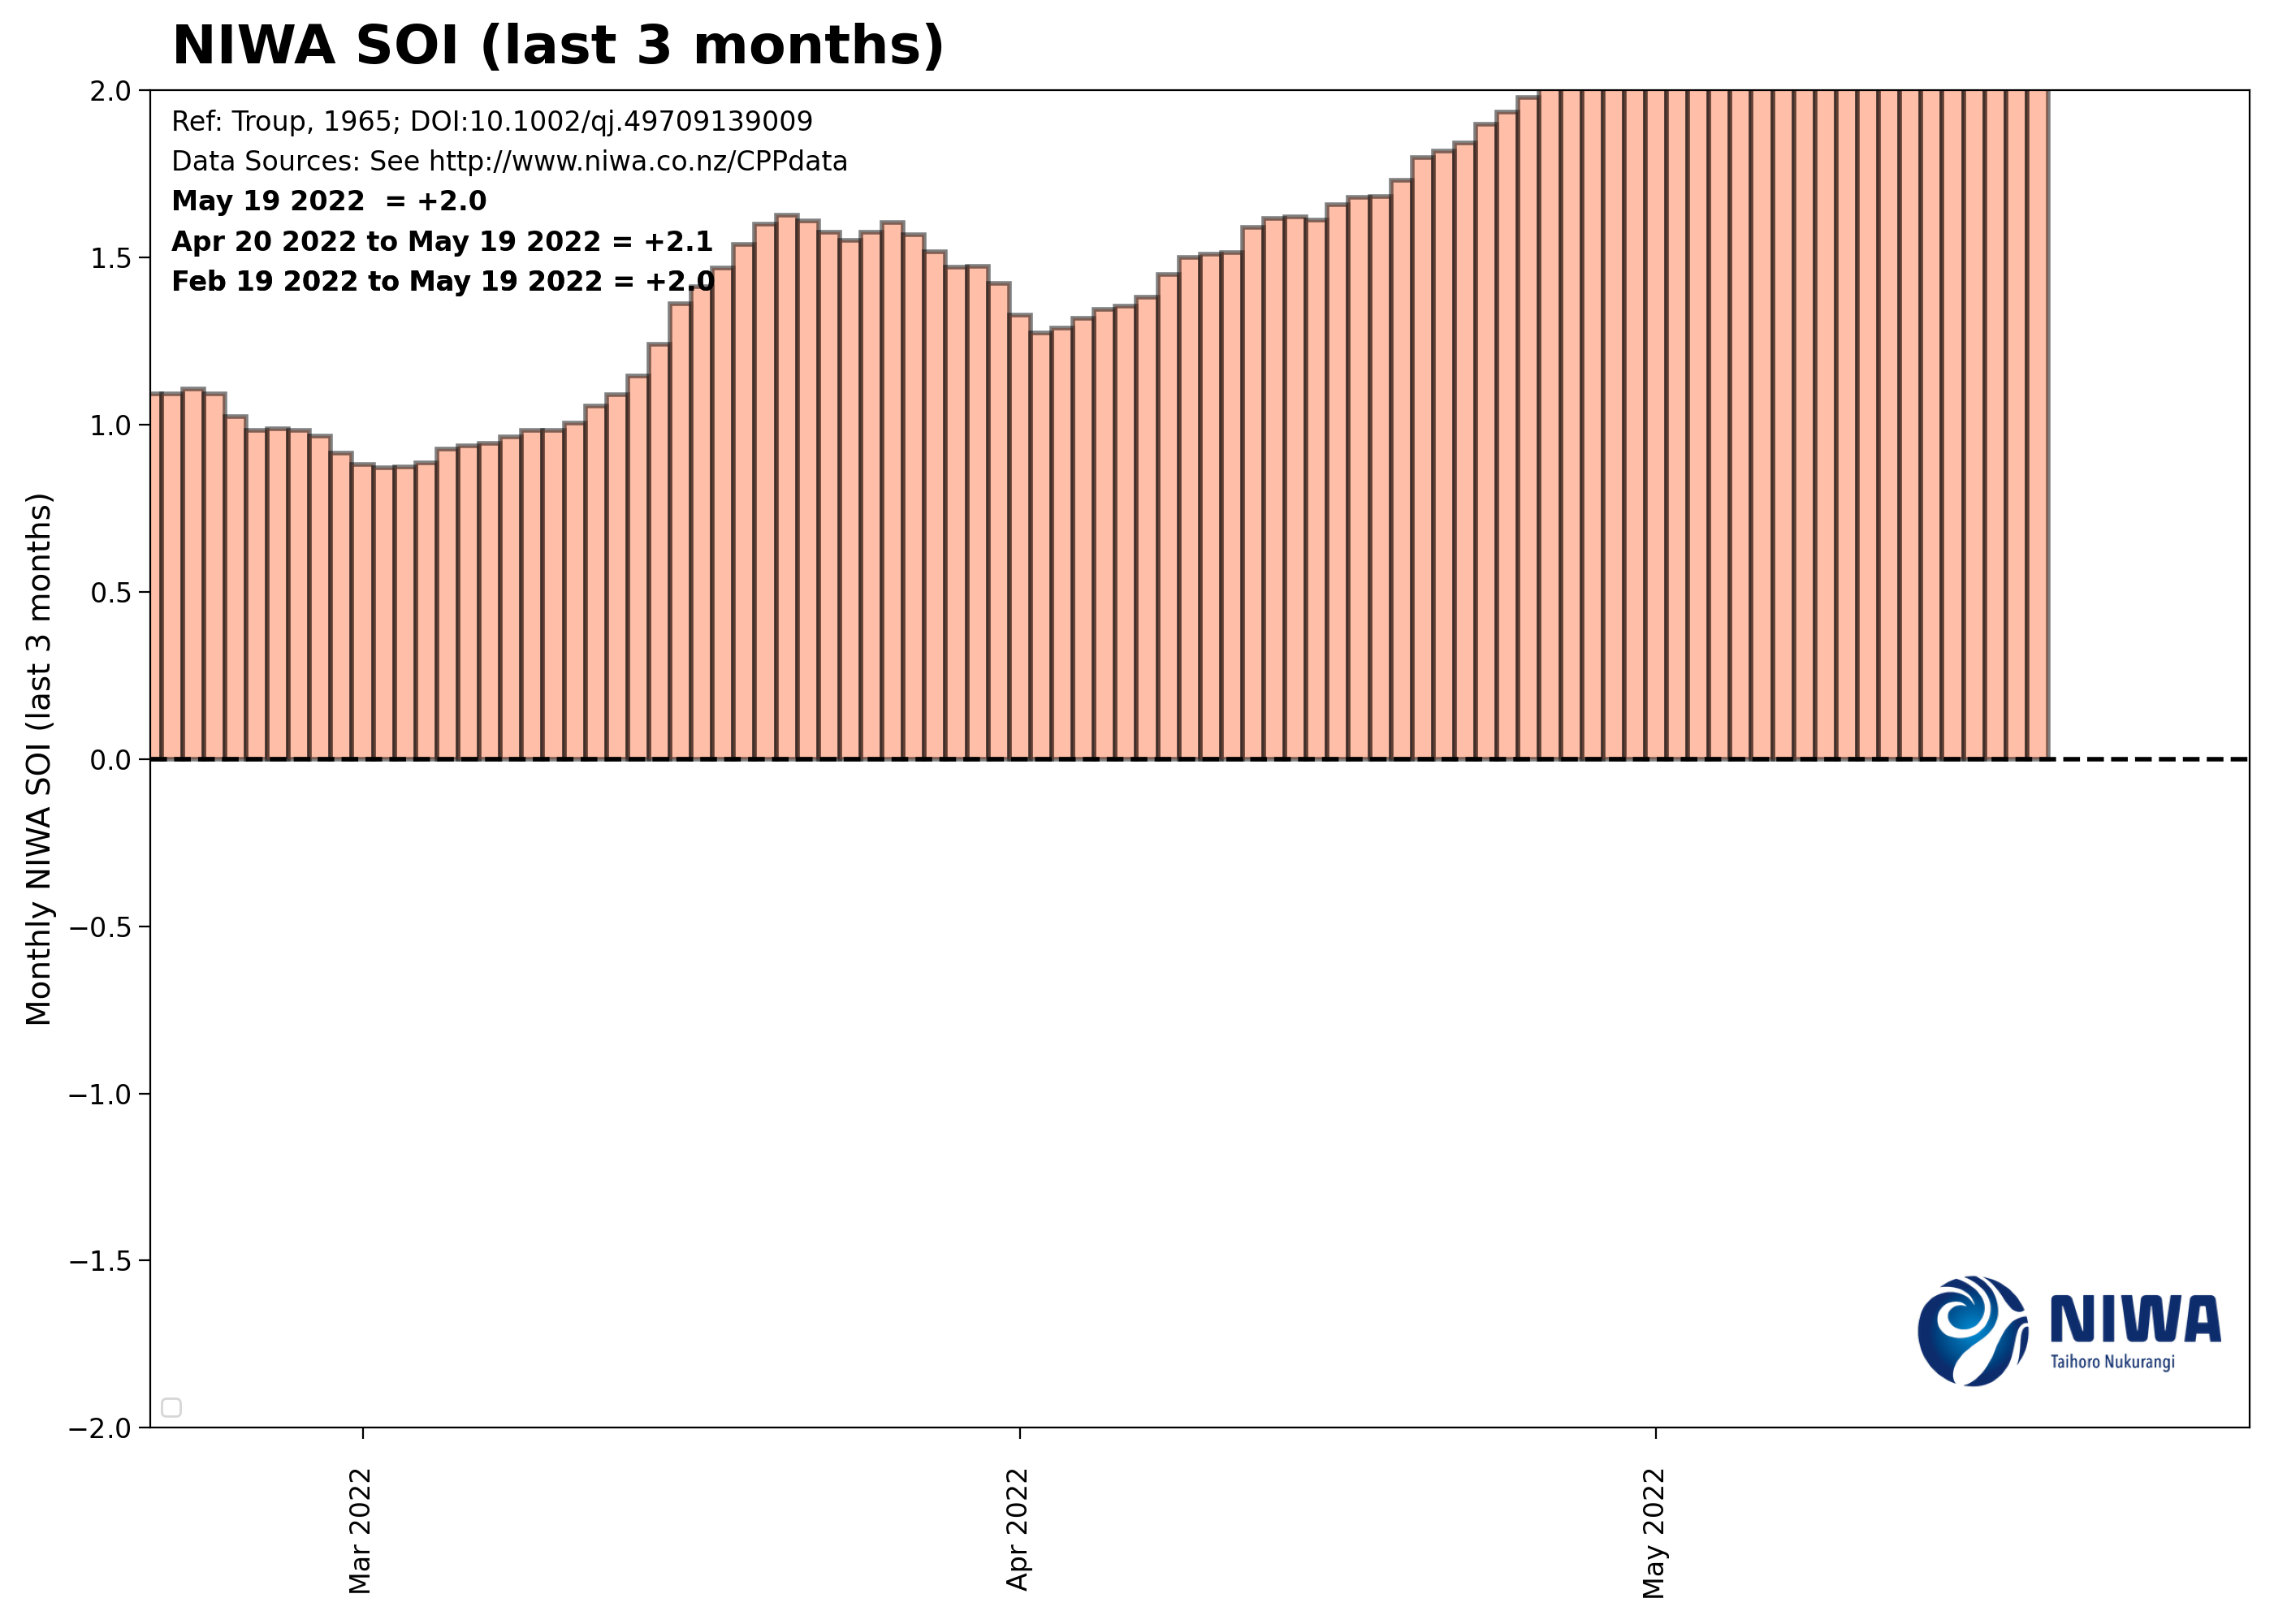 NIWA SOI (last 3 months)
Ref: Troup, 1965; DOI:10.1002/qj.49709139009
Data Sources: See http://www.niwa.co.nz/CPPdata
May 19 2022  = +2.0
Apr 20 2022 to May 19 2022 = +2.1
Feb 19 2022 to May 19 2022 = +2.0
Monthly NIWA SOI (last 3 months)
2.0
1.5
1.0
0.5
0.0
−0.5
−1.0
−1.5
−2.0
Mar 2022
Apr 2022
May 2022
NIWA
Taihoro Nukurangi